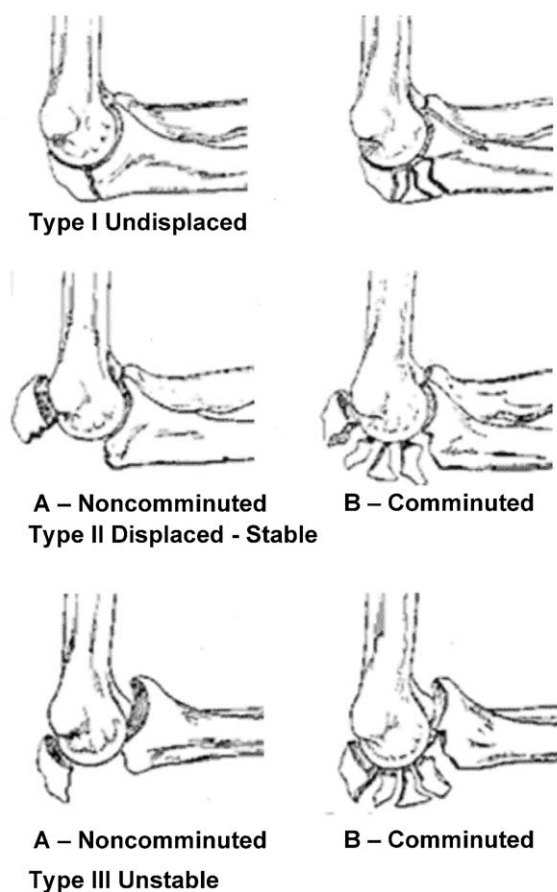 Type I Undisplaced
A – Noncomminuted
B – Comminuted
Type II Displaced - Stable
A – Noncomminuted
B – Comminuted
Type III Unstable